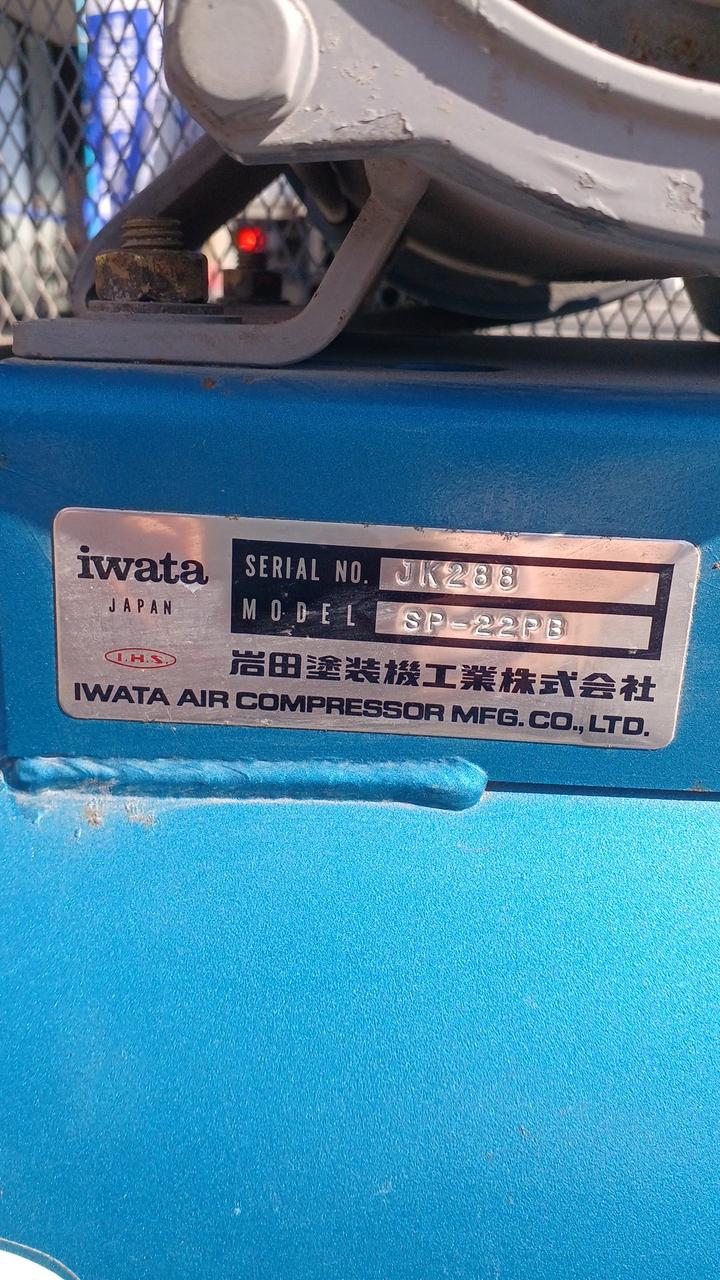 iwata
JAPAN
I.H.S.
SERIAL NO. JK288
MODEL SP-22PB
岩田塗装機工業株式会社
IWATA AIR COMPRESSOR MFG. CO., LTD.